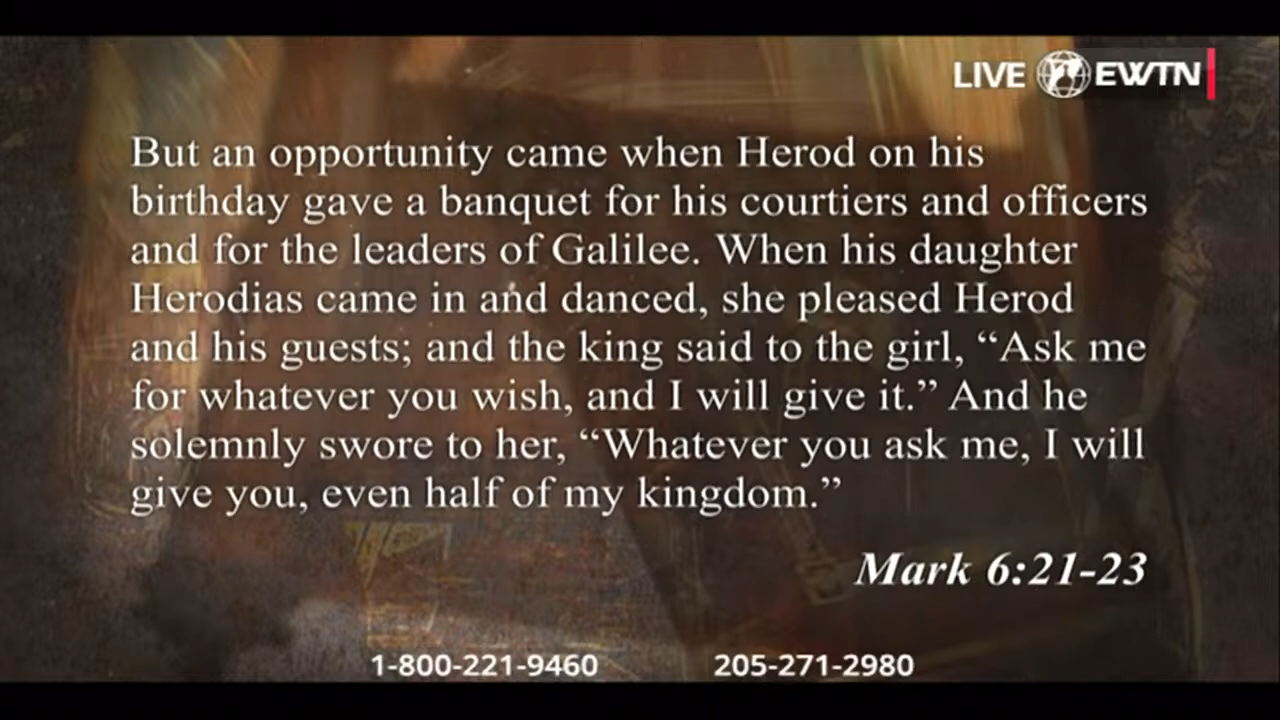 LIVE EWTN
But an opportunity came when Herod on his
birthday gave a banquet for his courtiers and officers
and for the leaders of Galilee. When his daughter
Herodias came in and danced, she pleased Herod
and his guests; and the king said to the girl, “Ask me
for whatever you wish, and I will give it.” And he
solemnly swore to her, “Whatever you ask me, I will
give you, even half of my kingdom.”
Mark 6:21-23
1-800-221-9460 205-271-2980